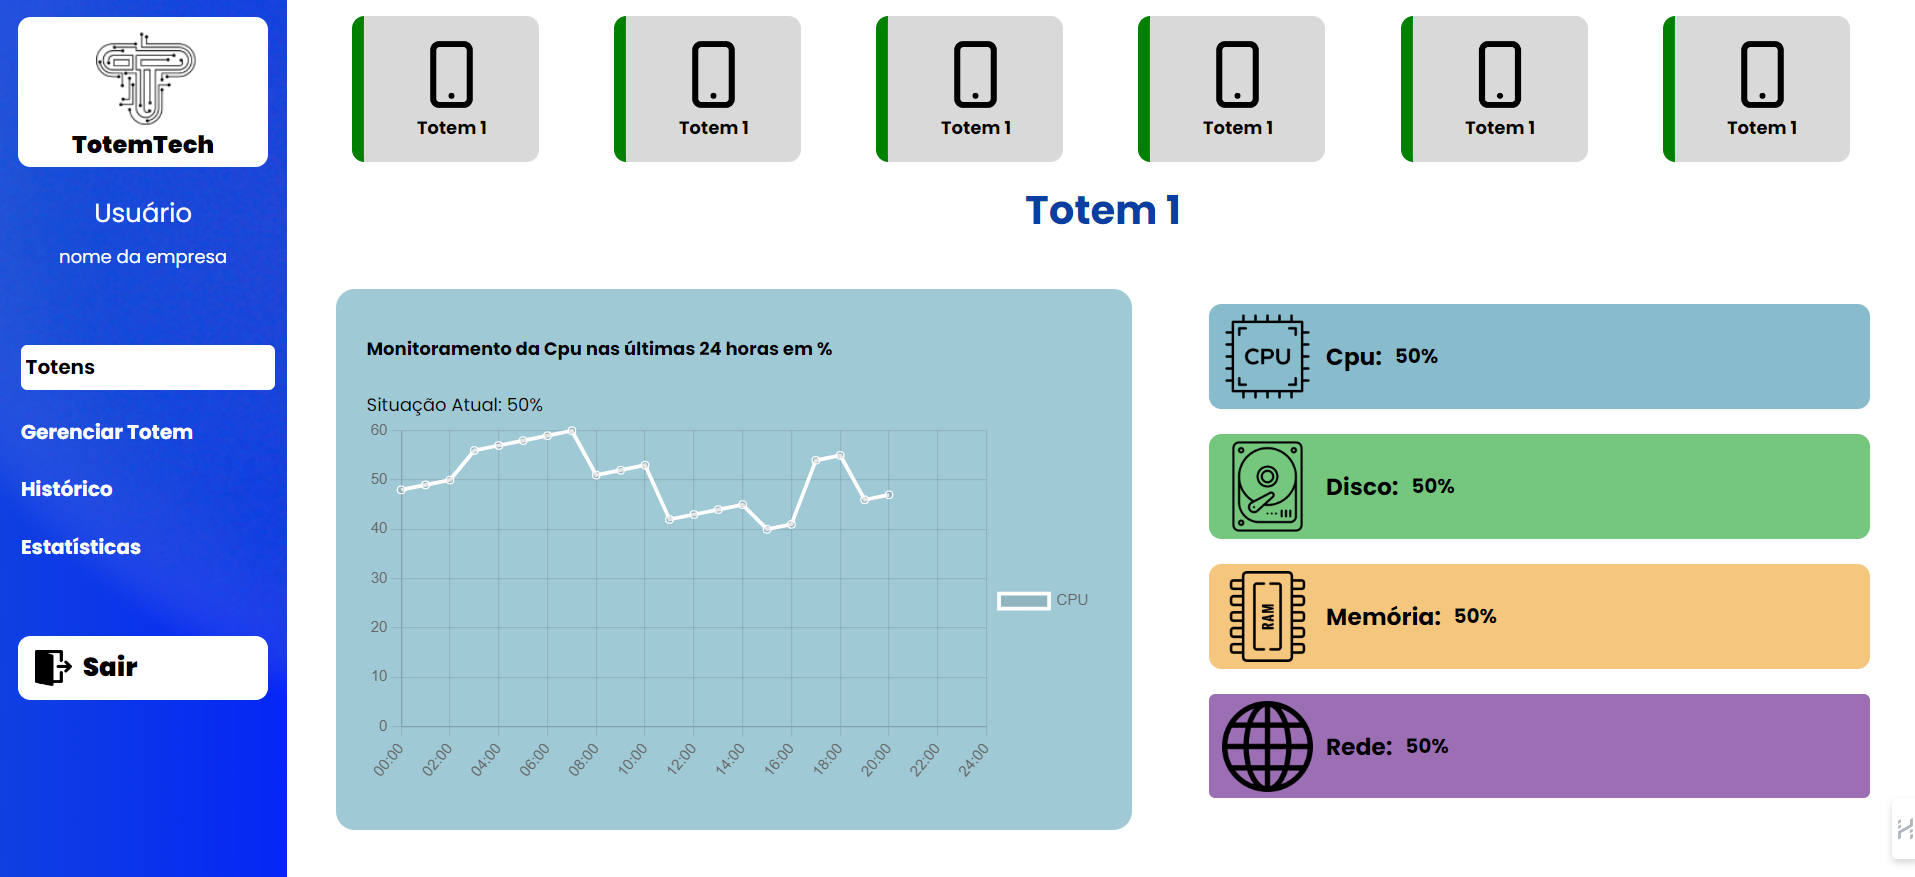 TotemTech
Usuário
nome da empresa
Totens
Gerenciar Totem
Histórico
Estatísticas
Sair
Totem 1
Totem 1
Totem 1
Totem 1
Totem 1
Totem 1
Totem 1
Monitoramento da Cpu nas últimas 24 horas em %
Situação Atual: 50%
60
50
40
30
20
10
0
00:00
02:00
04:00
06:00
08:00
10:00
12:00
14:00
16:00
18:00
20:00
22:00
24:00
CPU
CPU
Cpu: 50%
Disco: 50%
RAM
Memória: 50%
Rede: 50%